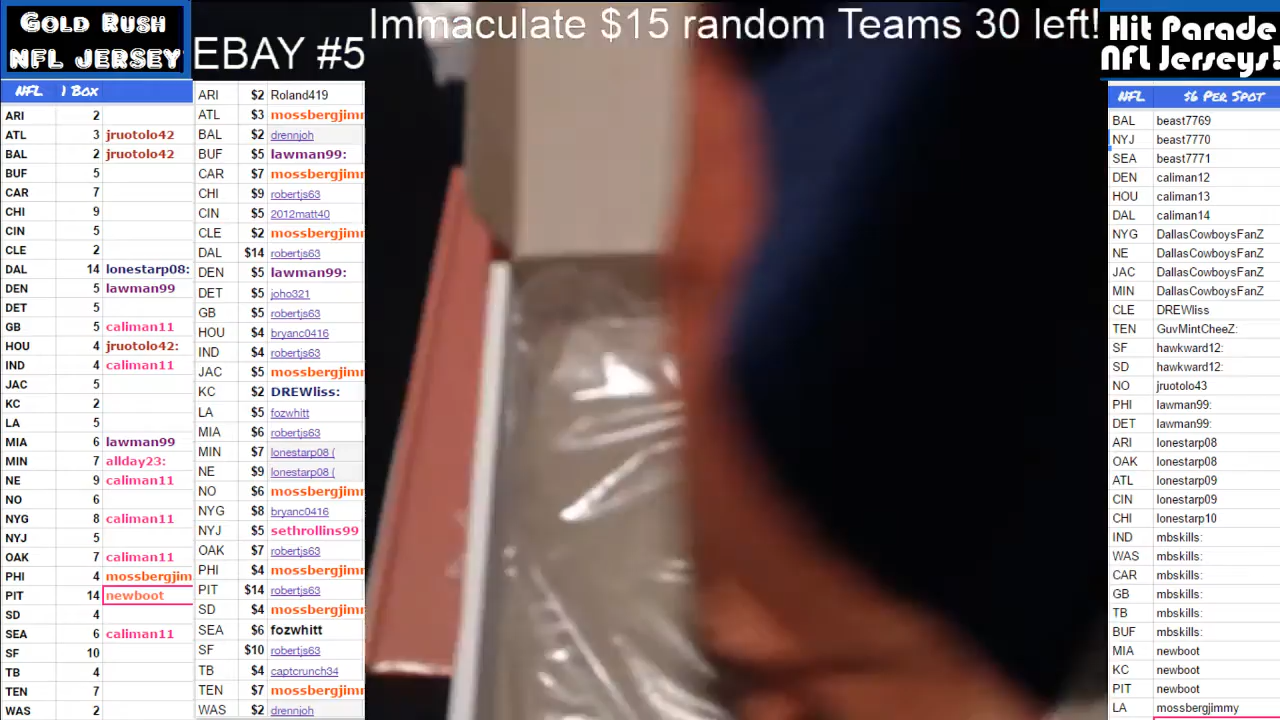 GOLD RUSH
NFL JERSEY
EBAY #5
Immaculate $15 random Teams 30 left!
Hit Parade
NFL Jerseys!
NFL 1 Box
ARI 2
ATL 3 jruotolo42
BAL 2 jruotolo42
BUF 5
CAR 7
CHI 9
CIN 5
CLE 2
DAL 14 lonestarp08:
DEN 5 lawman99
DET 5
GB 5 caliman11
HOU 4 jruotolo42:
IND 4 caliman11
JAC 5
KC 2
LA 5
MIA 6 lawman99
MIN 7 allday23:
NE 9 caliman11
NO 6
NYG 8 caliman11
NYJ 5
OAK 7 caliman11
PHI 4 mossbergjim
PIT 14 newboot
SD 4
SEA 6 caliman11
SF 10
TB 4
TEN 7
WAS 2
ARI $2 Roland419
ATL $3 mossbergjimr
BAL $2 drennjoh
BUF $5 lawman99:
CAR $7 mossbergjimr
CHI $9 robertjs63
CIN $5 2012matt40
CLE $2 mossbergjimr
DAL $14 robertjs63
DEN $5 lawman99:
DET $5 joho321
GB $5 robertjs63
HOU $4 bryanc0416
IND $4 robertjs63
JAC $5 mossbergjimr
KC $2 DREWliss:
LA $5 fozwhitt
MIA $6 robertjs63
MIN $7 lonestarp08 (
NE $9 lonestarp08 (
NO $6 mossbergjimr
NYG $8 bryanc0416
NYJ $5 sethrollins99
OAK $7 robertjs63
PHI $4 mossbergjimr
PIT $14 robertjs63
SD $4 mossbergjimr
SEA $6 fozwhitt
SF $10 robertjs63
TB $4 captcrunch34
TEN $7 mossbergjimr
WAS $2 drennjoh
NFL $6 Per Spot
BAL beast7769
NYJ beast7770
SEA beast7771
DEN caliman12
HOU caliman13
DAL caliman14
NYG DallasCowboysFanZ
NE DallasCowboysFanZ
JAC DallasCowboysFanZ
MIN DallasCowboysFanZ
CLE DREWliss
TEN GuvMintCheeZ:
SF hawkward12:
SD hawkward12:
NO jruotolo43
PHI lawman99:
DET lawman99:
ARI lonestarp08
OAK lonestarp08
ATL lonestarp09
CIN lonestarp09
CHI lonestarp10
IND mbskills:
WAS mbskills:
CAR mbskills:
GB mbskills:
TB mbskills:
BUF mbskills:
MIA newboot
KC newboot
PIT newboot
LA mossbergjimmy